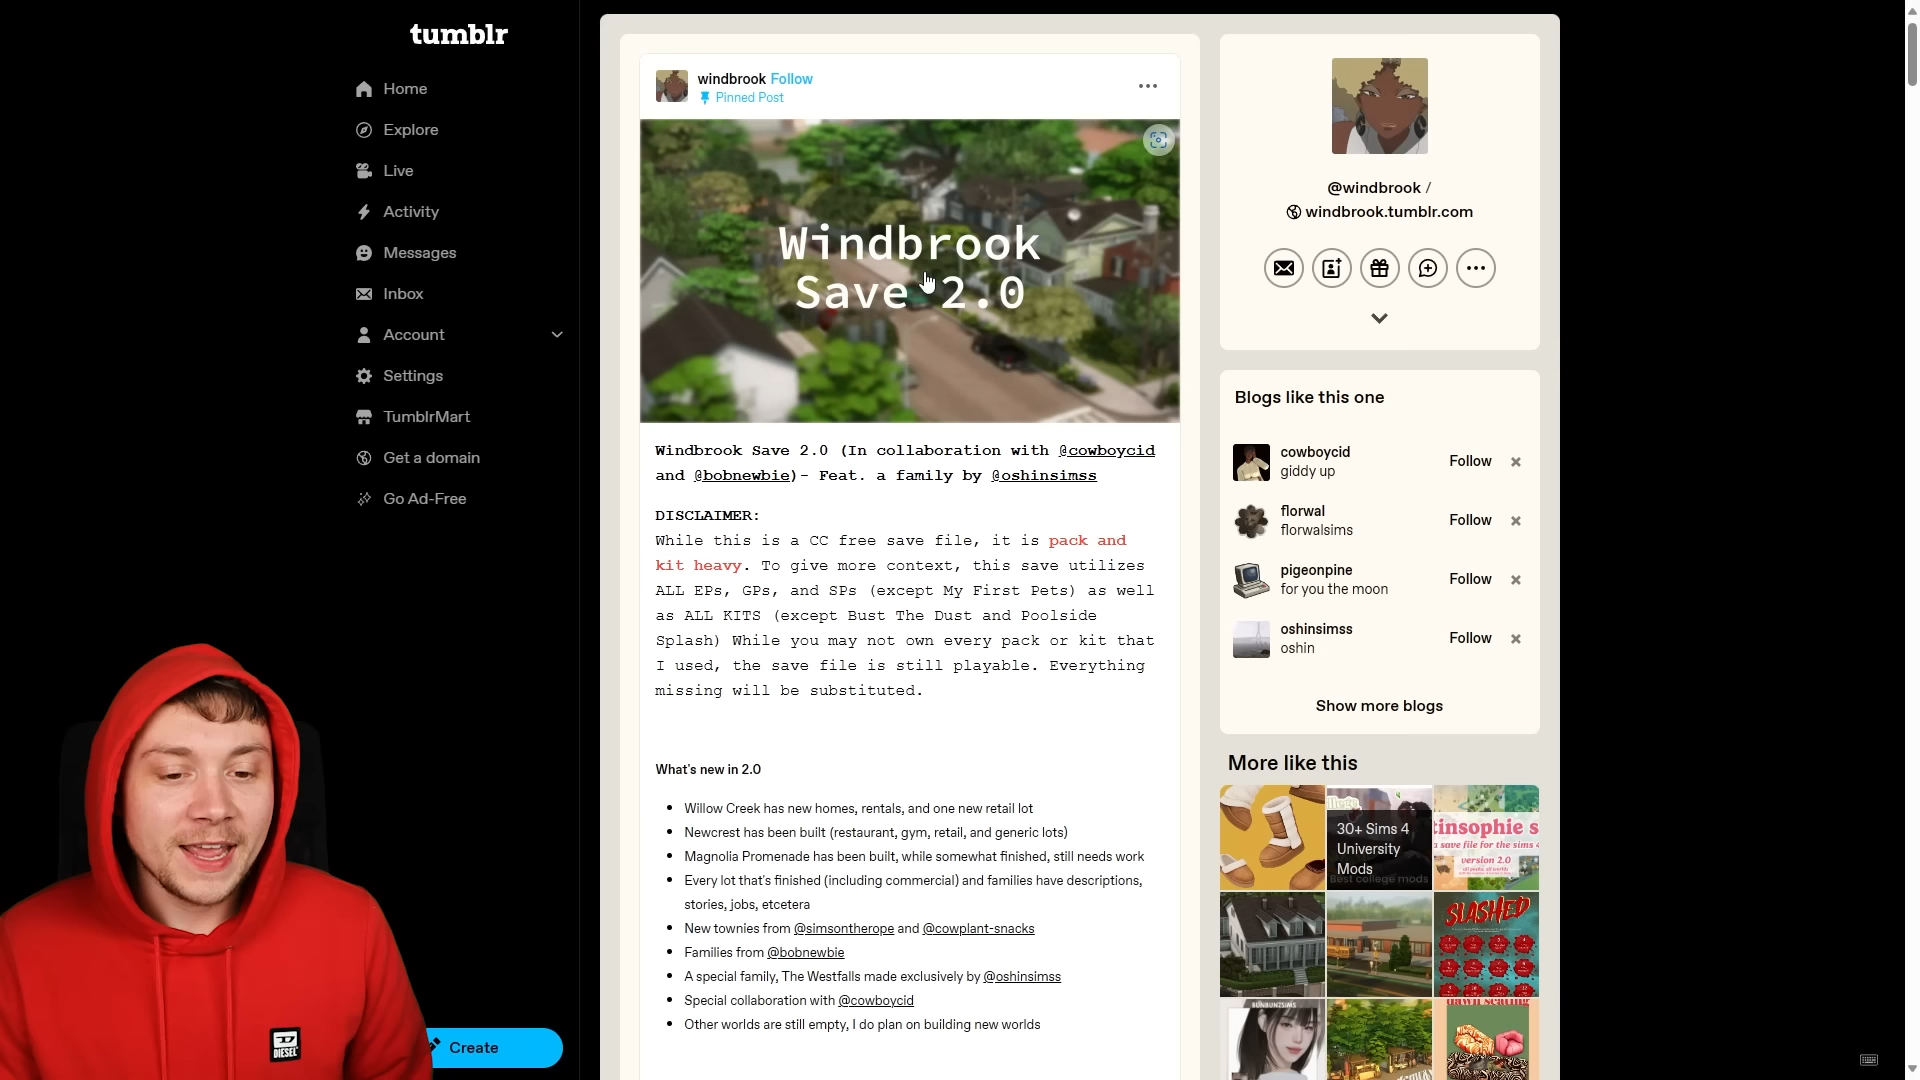 tumblr
Home
Explore
Live
Activity
Messages
Inbox
Account
Settings
TumblrMart
Get a domain
Go Ad-Free
Create
DIESEL
windbrook Follow
Pinned Post
Windbrook
Save 2.0
Windbrook Save 2.0 (In collaboration with @cowboycid
and @bobnewbie)- Feat. a family by @oshinsimss
DISCLAIMER:
While this is a CC free save file, it is pack and
kit heavy. To give more context, this save utilizes
ALL EPs, GPs, and SPs (except My First Pets) as well
as ALL KITS (except Bust The Dust and Poolside
Splash) While you may not own every pack or kit that
I used, the save file is still playable. Everything
missing will be substituted.
What's new in 2.0
Willow Creek has new homes, rentals, and one new retail lot
Newcrest has been built (restaurant, gym, retail, and generic lots)
Magnolia Promenade has been built, while somewhat finished, still needs work
Every lot that's finished (including commercial) and families have descriptions,
stories, jobs, etcetera
New townies from @simsontherope and @cowplant-snacks
Families from @bobnewbie
A special family, The Westfalls made exclusively by @oshinsimss
Special collaboration with @cowboycid
Other worlds are still empty, I do plan on building new worlds
@windbrook /
windbrook.tumblr.com
Blogs like this one
cowboycid
giddy up
Follow
florwal
florwalsims
Follow
pigeonpine
for you the moon
Follow
oshinsimss
oshin
Follow
Show more blogs
More like this
30+ Sims 4
University
Mods
Best college mods
tinsophie s
a save file for the sims 4
version 2.0
SLASHED
BUNBUNZSIMS